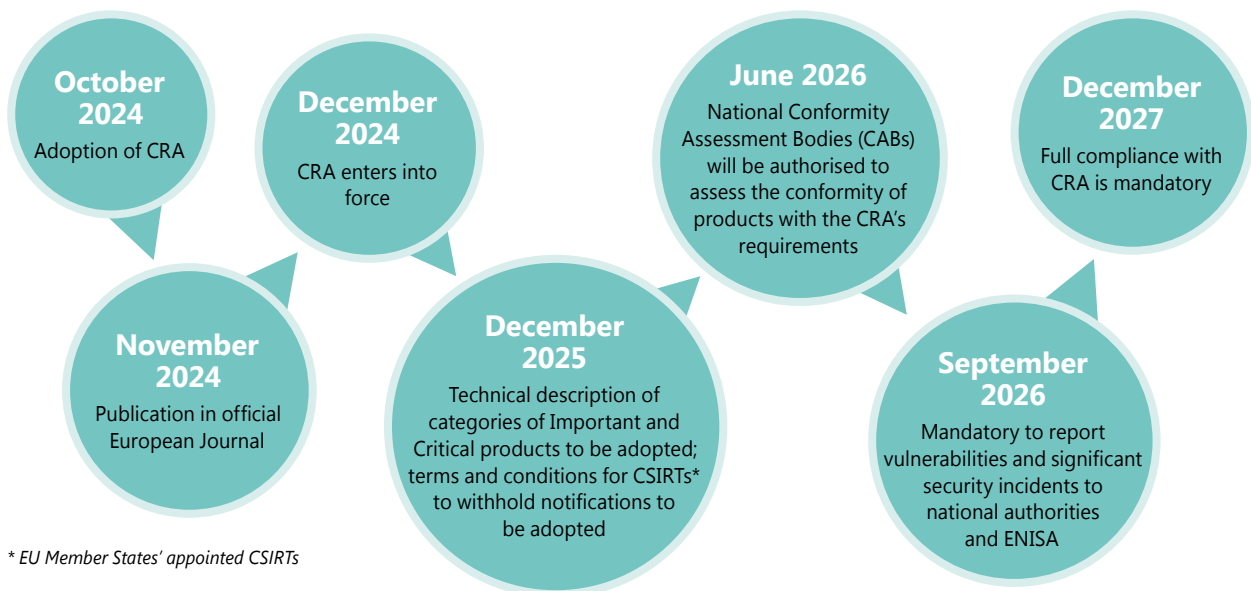 October
2024
Adoption of CRA
November
2024
Publication in official
European Journal
December
2024
CRA enters into
force
December
2025
Technical description of
categories of Important and
Critical products to be adopted;
terms and conditions for CSIRTs*
to withhold notifications to
be adopted
June 2026
National Conformity
Assessment Bodies (CABs)
will be authorised to
assess the conformity of
products with the CRA’s
requirements
September
2026
Mandatory to report
vulnerabilities and significant
security incidents to
national authorities
and ENISA
December
2027
Full compliance with
CRA is mandatory
* EU Member States’ appointed CSIRTs